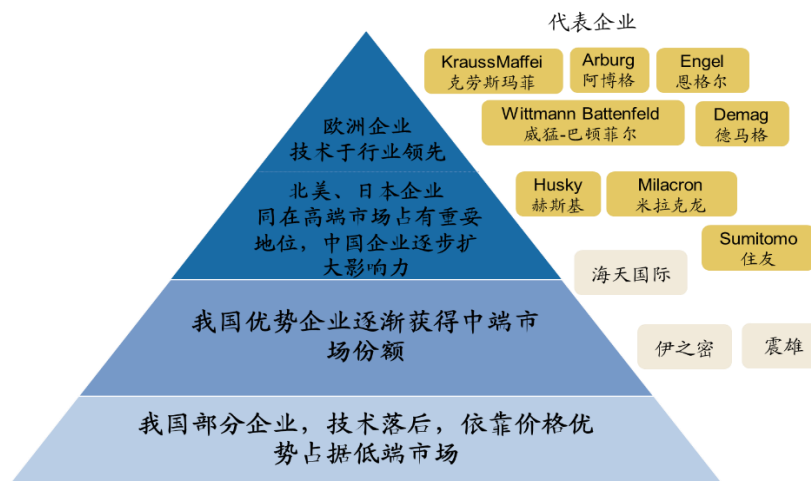 代表企业
KraussMaffei
克劳斯玛菲
Arburg
阿博格
Engel
恩格尔
Wittmann Battenfeld
威猛-巴顿菲尔
Demag
德马格
欧洲企业
技术于行业领先
Husky
赫斯基
Milacron
米拉克龙
北美、日本企业
同在高端市场占有重要
地位，中国企业逐步扩
大影响力
Sumitomo
住友
海天国际
我国优势企业逐渐获得中端市
场份额
伊之密
震雄
我国部分企业，技术落后，依靠价格优
势占据低端市场